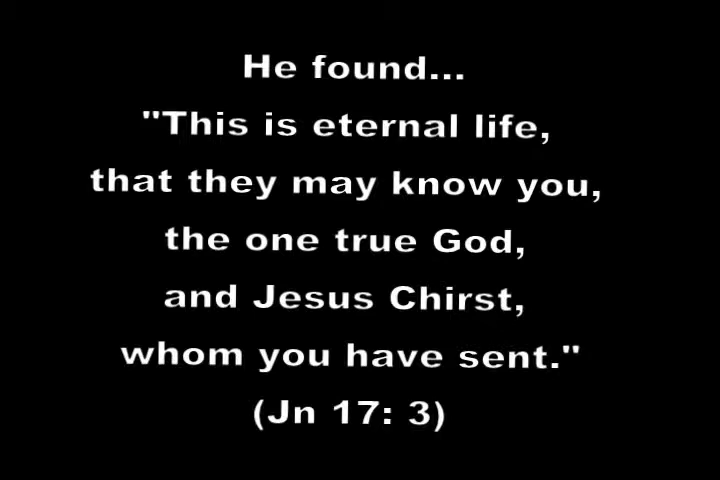 He found...
"This is eternal life,
that they may know you,
the one true God,
and Jesus Chirst,
whom you have sent."
(Jn 17: 3)